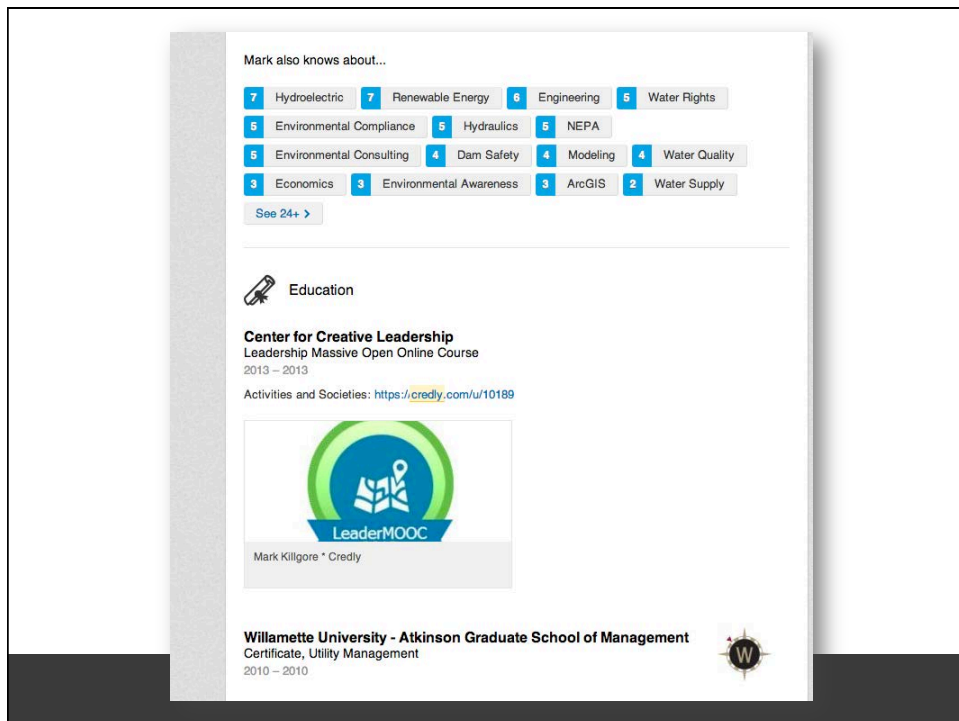 Mark also knows about...
7 Hydroelectric 7 Renewable Energy 6 Engineering 5 Water Rights
5 Environmental Compliance 5 Hydraulics 5 NEPA
5 Environmental Consulting 4 Dam Safety 4 Modeling 4 Water Quality
3 Economics 3 Environmental Awareness 3 ArcGIS 2 Water Supply
See 24+ >
Education
Center for Creative Leadership
Leadership Massive Open Online Course
2013 – 2013
Activities and Societies: https://credly.com/u/10189
LeaderMOOC
Mark Killgore * Credly
Willamette University - Atkinson Graduate School of Management
Certificate, Utility Management
W
2010 – 2010